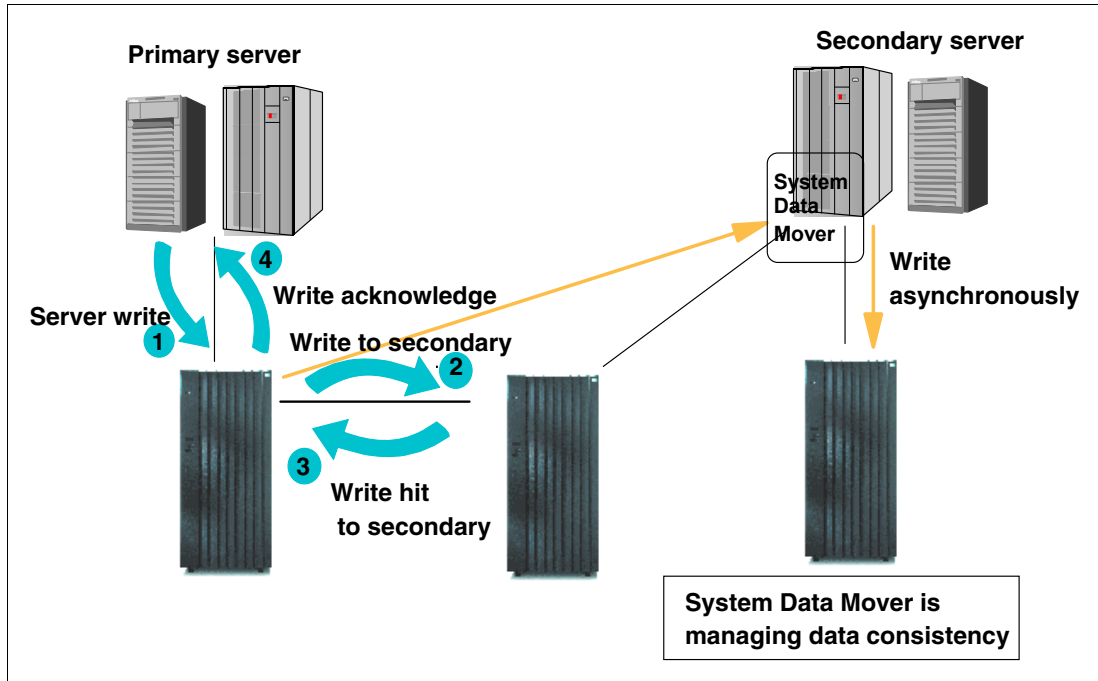 Primary server
Secondary server
System
Data
Mover
4
Write
asynchronously
Write acknowledge
Server write
1
Write to secondary
2
3
Write hit
to secondary
System Data Mover is
managing data consistency